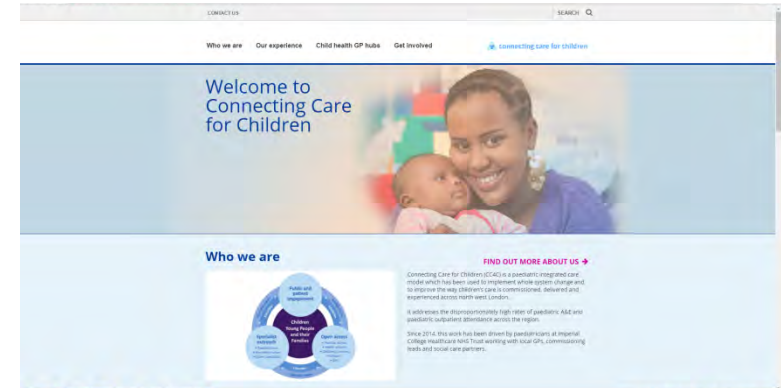 CONTACT US
SEARCH
Who we are Our experience Child health GP hubs Get involved
connecting care for children
Welcome to
Connecting Care
for Children
Who we are
FIND OUT MORE ABOUT US →
Connecting Care for Children (CC4C) is a paediatric integrated care
model which has been used to implement whole system change and
to improve the way children's care is commissioned, delivered and
experienced across north west London.
It addresses the disproportionately high rates of paediatric A&E and
paediatric outpatient attendance across the region.
Since 2014, this work has been driven by paediatricians at Imperial
College Healthcare NHS Trust working with local GPs, commissioning
leads and social care partners.
Public and
patient
engagement
Children
Young People
and their
Families
Specialist
outreach
Open access